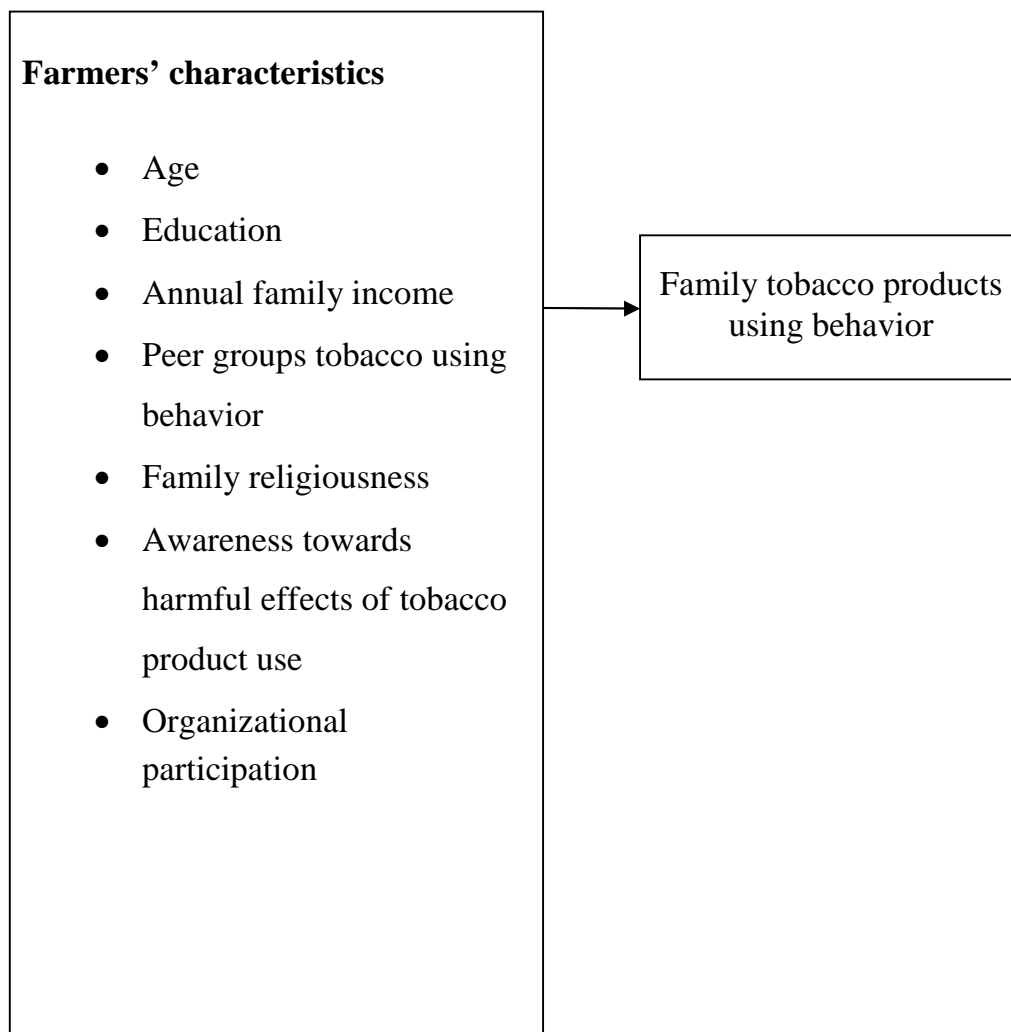 Farmers’ characteristics
• Age
• Education
• Annual family income
• Peer groups tobacco using
behavior
• Family religiousness
• Awareness towards
harmful effects of tobacco
product use
• Organizational
participation
Family tobacco products
using behavior